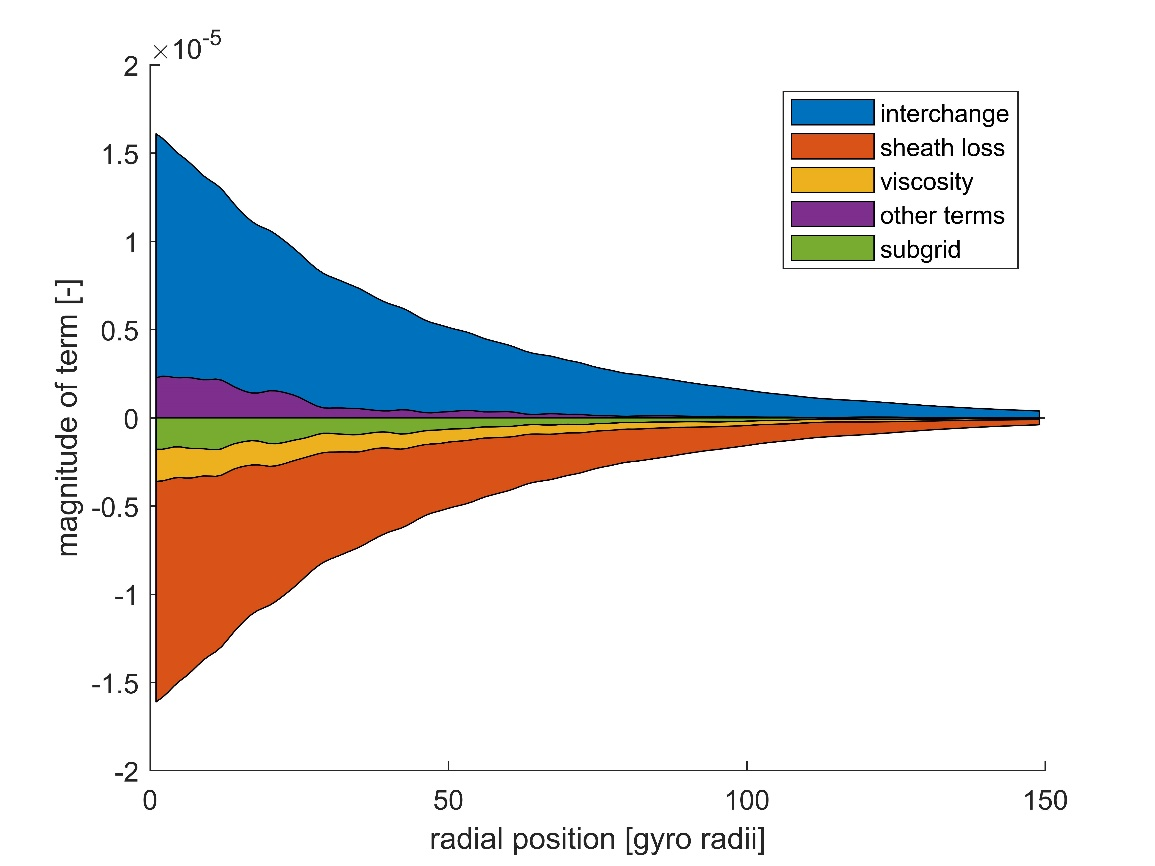 ×10⁻⁵
2
1.5
1
0.5
0
-0.5
-1
-1.5
-2
magnitude of term [-]
interchange
sheath loss
viscosity
other terms
subgrid
0 50 100 150
radial position [gyro radii]